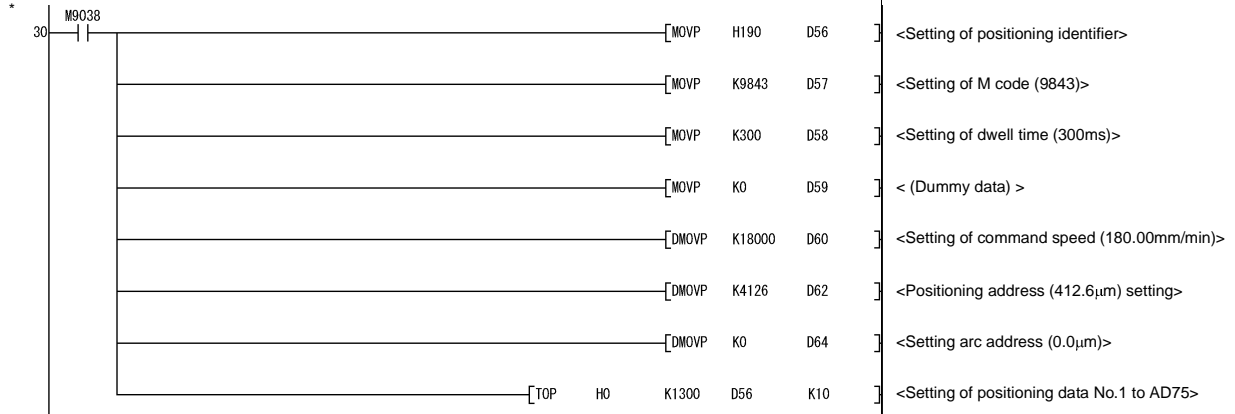 *
M9038
30 [MOVP H190 D56 ] <Setting of positioning identifier>
[MOVP K9843 D57 ] <Setting of M code (9843)>
[MOVP K300 D58 ] <Setting of dwell time (300ms)>
[MOVP K0 D59 ] < (Dummy data) >
[DMOVP K18000 D60 ] <Setting of command speed (180.00mm/min)>
[DMOVP K4126 D62 ] <Positioning address (412.6μm) setting>
[DMOVP K0 D64 ] <Setting arc address (0.0μm)>
[TOP H0 K1300 D56 K10 ] <Setting of positioning data No.1 to AD75>